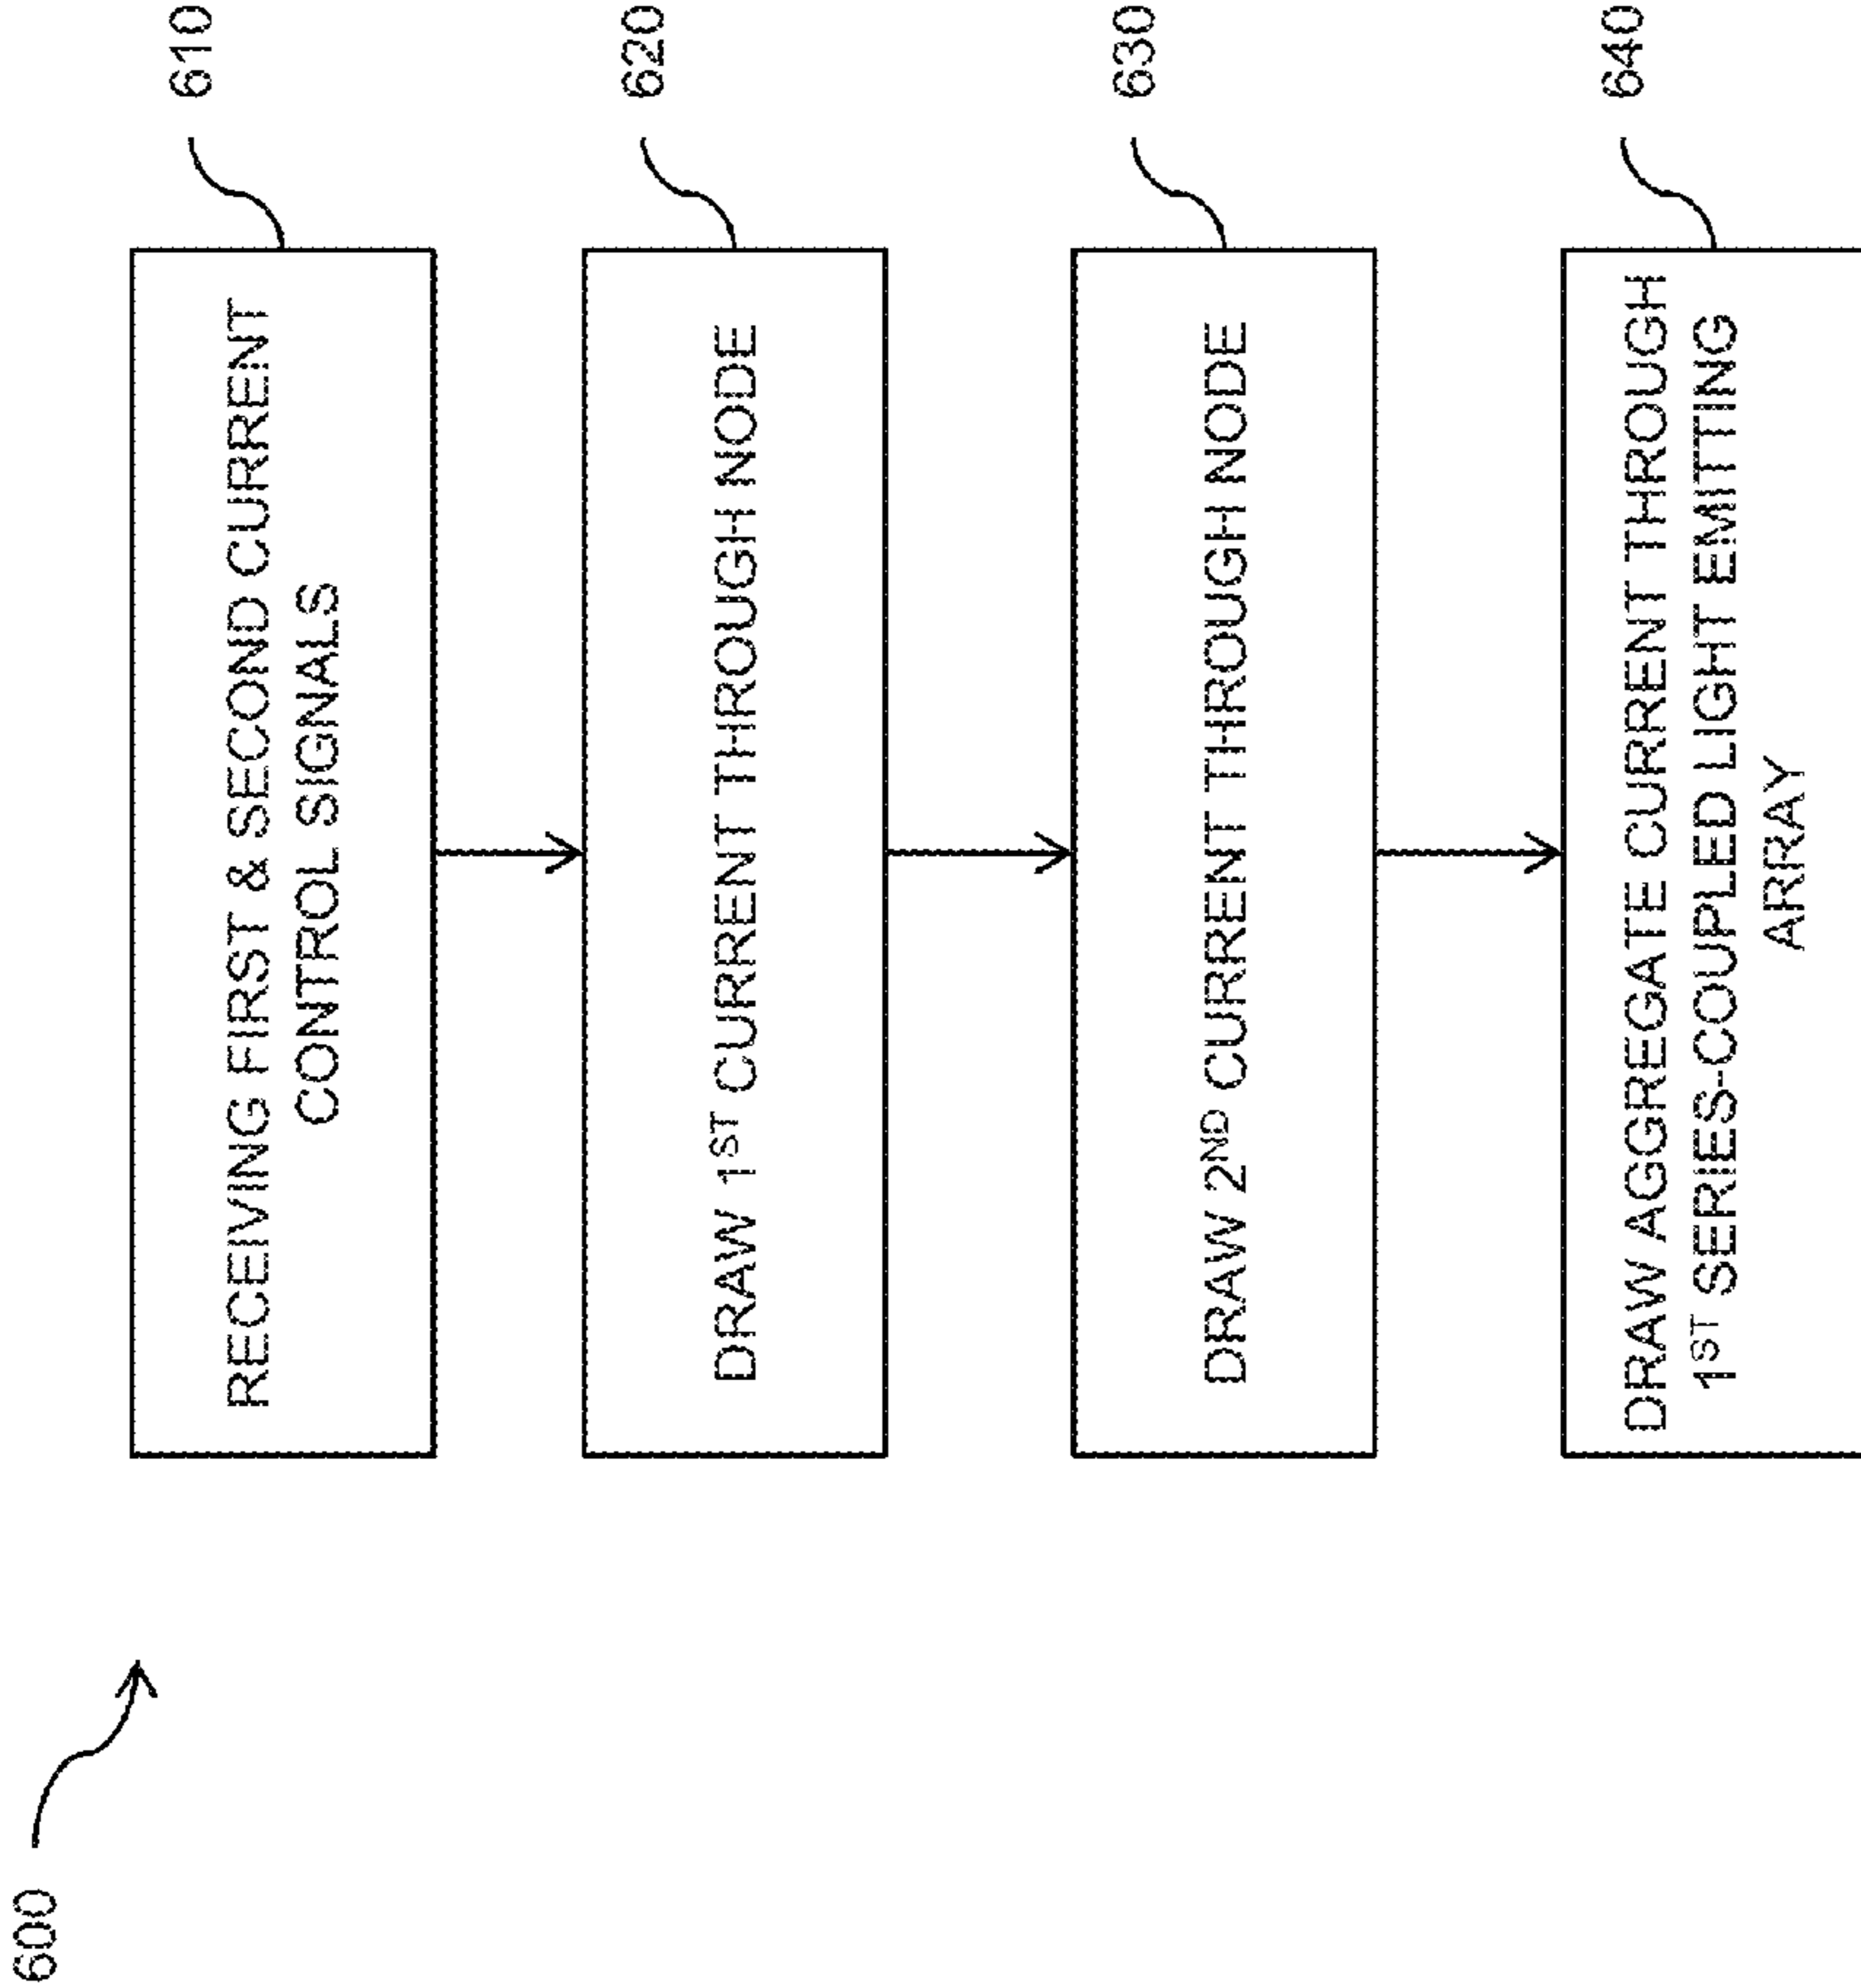 600
RECEIVING FIRST & SECOND CURRENT
CONTROL SIGNALS
610
DRAW 1ST CURRENT THROUGH NODE
620
DRAW 2ND CURRENT THROUGH NODE
630
DRAW AGGREGATE CURRENT THROUGH
1ST SERIES-COUPLED LIGHT EMITTING
ARRAY
640